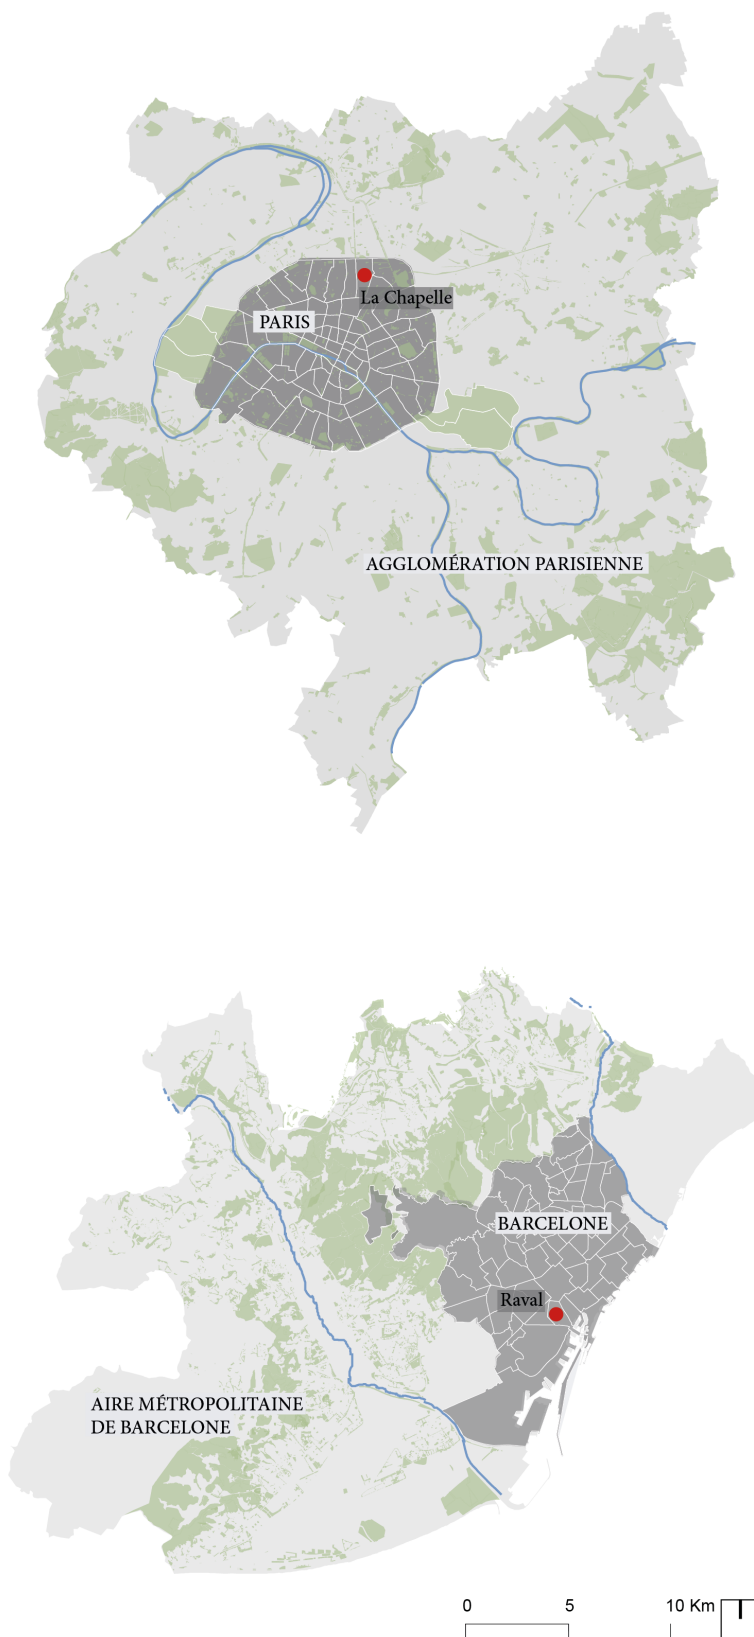 La Chapelle
PARIS
AGGLOMÉRATION PARISIENNE
BARCELONE
Raval
AIRE MÉTROPOLITAINE
DE BARCELONE
0 5 10 Km